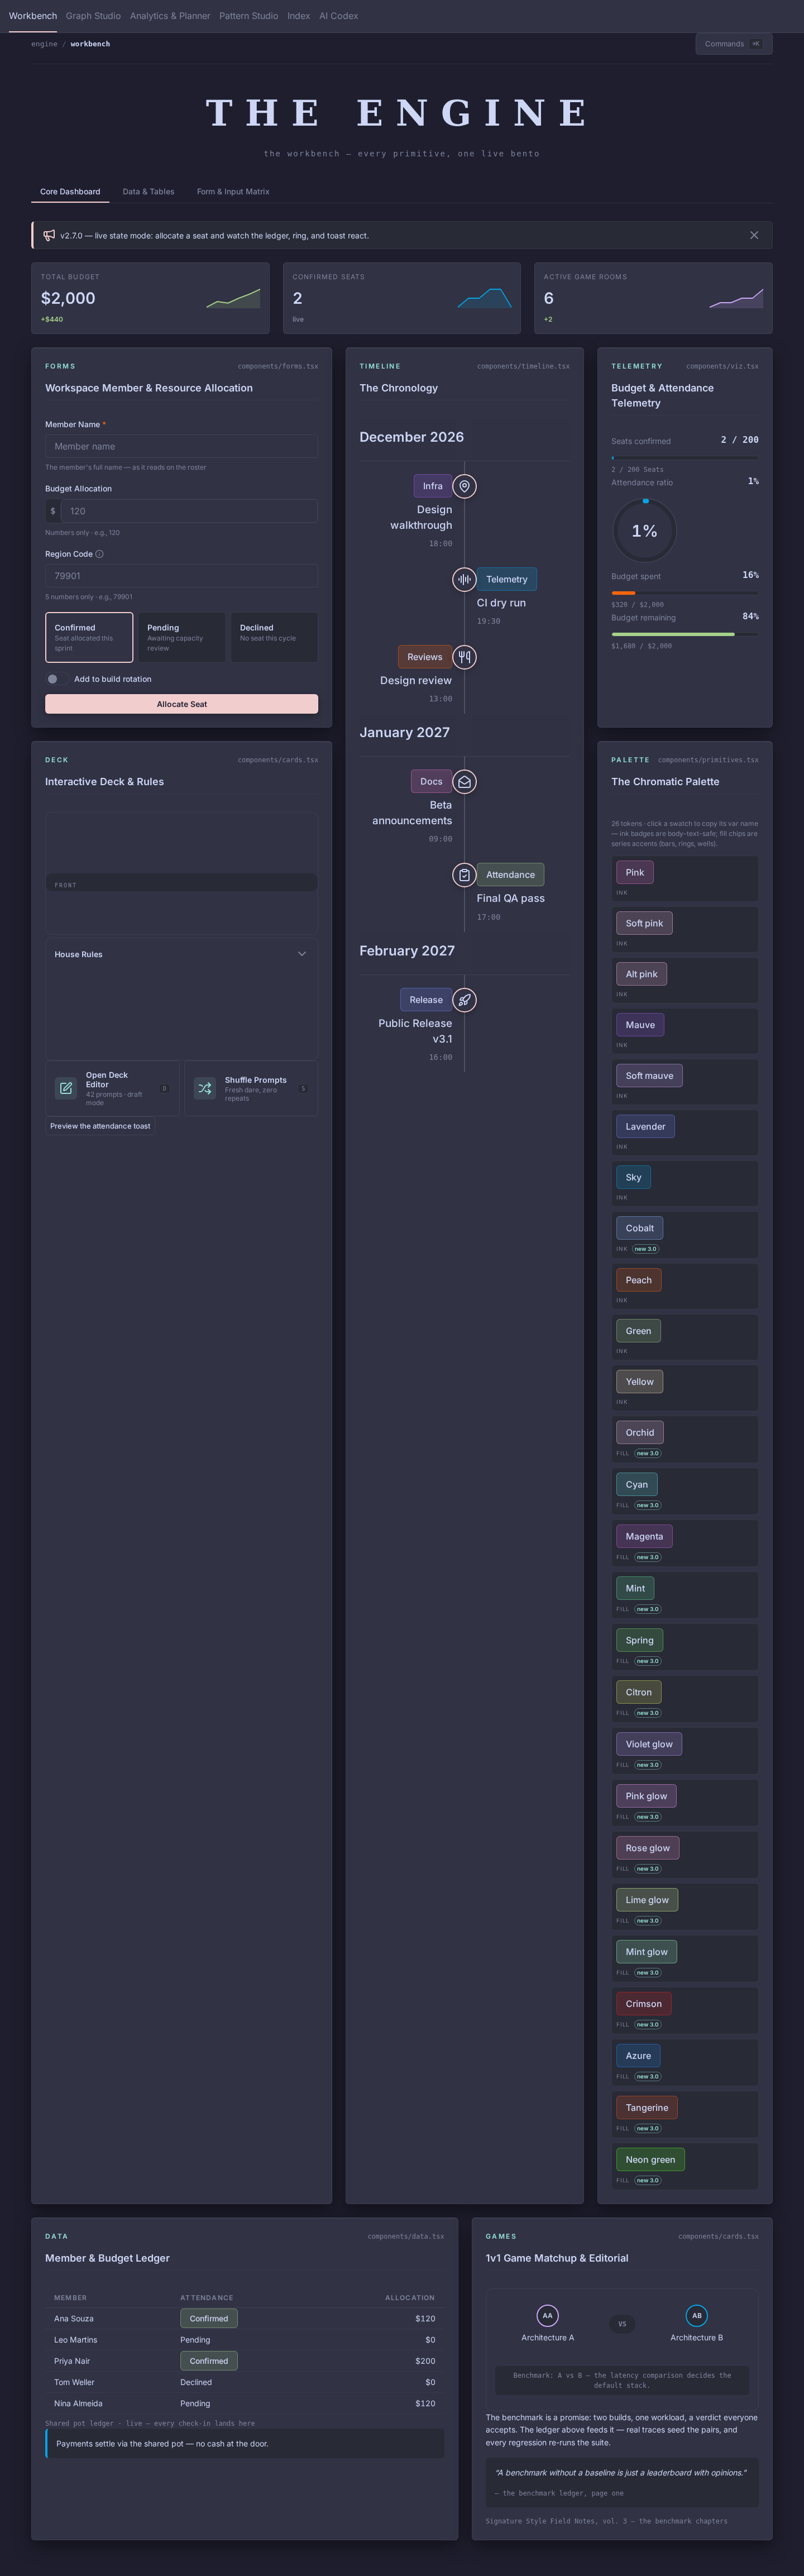 Workbench Graph Studio Analytics & Planner Pattern Studio Index AI Codex
engine / workbench
Commands ⌘K
THE ENGINE
the workbench — every primitive, one live bento
Core Dashboard Data & Tables Form & Input Matrix
v2.7.0 — live state mode: allocate a seat and watch the ledger, ring, and toast react.
TOTAL BUDGET
$2,000
+$440
CONFIRMED SEATS
2
live
ACTIVE GAME ROOMS
6
+2
FORMS components/forms.tsx
Workspace Member & Resource Allocation
Member Name *
Member name
The member's full name — as it reads on the roster
Budget Allocation
$ 120
Numbers only · e.g., 120
Region Code
79901
5 numbers only · e.g., 79901
Confirmed
Seat allocated this
sprint
Pending
Awaiting capacity
review
Declined
No seat this cycle
Add to build rotation
Allocate Seat
TIMELINE components/timeline.tsx
The Chronology
December 2026
Infra
Design
walkthrough
18:00
Telemetry
CI dry run
19:30
Reviews
Design review
13:00
January 2027
Docs
Beta
announcements
09:00
Attendance
Final QA pass
17:00
February 2027
Release
Public Release
v3.1
16:00
TELEMETRY components/viz.tsx
Budget & Attendance
Telemetry
Seats confirmed 2 / 200
2 / 200 Seats
Attendance ratio 1%
1%
Budget spent 16%
$320 / $2,000
Budget remaining 84%
$1,680 / $2,000
DECK components/cards.tsx
Interactive Deck & Rules
FRONT
House Rules
Open Deck
Editor
42 prompts · draft
mode
D
Shuffle Prompts
Fresh dare, zero
repeats
S
Preview the attendance toast
PALETTE components/primitives.tsx
The Chromatic Palette
26 tokens · click a swatch to copy its var name
— ink badges are body-text-safe; fill chips are
series accents (bars, rings, wells).
Pink
INK
Soft pink
INK
Alt pink
INK
Mauve
INK
Soft mauve
INK
Lavender
INK
Sky
INK
Cobalt
INK new 3.0
Peach
INK
Green
INK
Yellow
INK
Orchid
FILL new 3.0
Cyan
FILL new 3.0
Magenta
FILL new 3.0
Mint
FILL new 3.0
Spring
FILL new 3.0
Citron
FILL new 3.0
Violet glow
FILL new 3.0
Pink glow
FILL new 3.0
Rose glow
FILL new 3.0
Lime glow
FILL new 3.0
Mint glow
FILL new 3.0
Crimson
FILL new 3.0
Azure
FILL new 3.0
Tangerine
FILL new 3.0
Neon green
FILL new 3.0
DATA components/data.tsx
Member & Budget Ledger
MEMBER ATTENDANCE ALLOCATION
Ana Souza Confirmed $120
Leo Martins Pending $0
Priya Nair Confirmed $200
Tom Weller Declined $0
Nina Almeida Pending $120
Shared pot ledger · live — every check-in lands here
Payments settle via the shared pot — no cash at the door.
GAMES components/cards.tsx
1v1 Game Matchup & Editorial
AA VS AB
Architecture A Architecture B
Benchmark: A vs B — the latency comparison decides the
default stack.
The benchmark is a promise: two builds, one workload, a verdict everyone
accepts. The ledger above feeds it — real traces seed the pairs, and
every regression re-runs the suite.
“A benchmark without a baseline is just a leaderboard with opinions.”
— the benchmark ledger, page one
Signature Style Field Notes, vol. 3 — the benchmark chapters